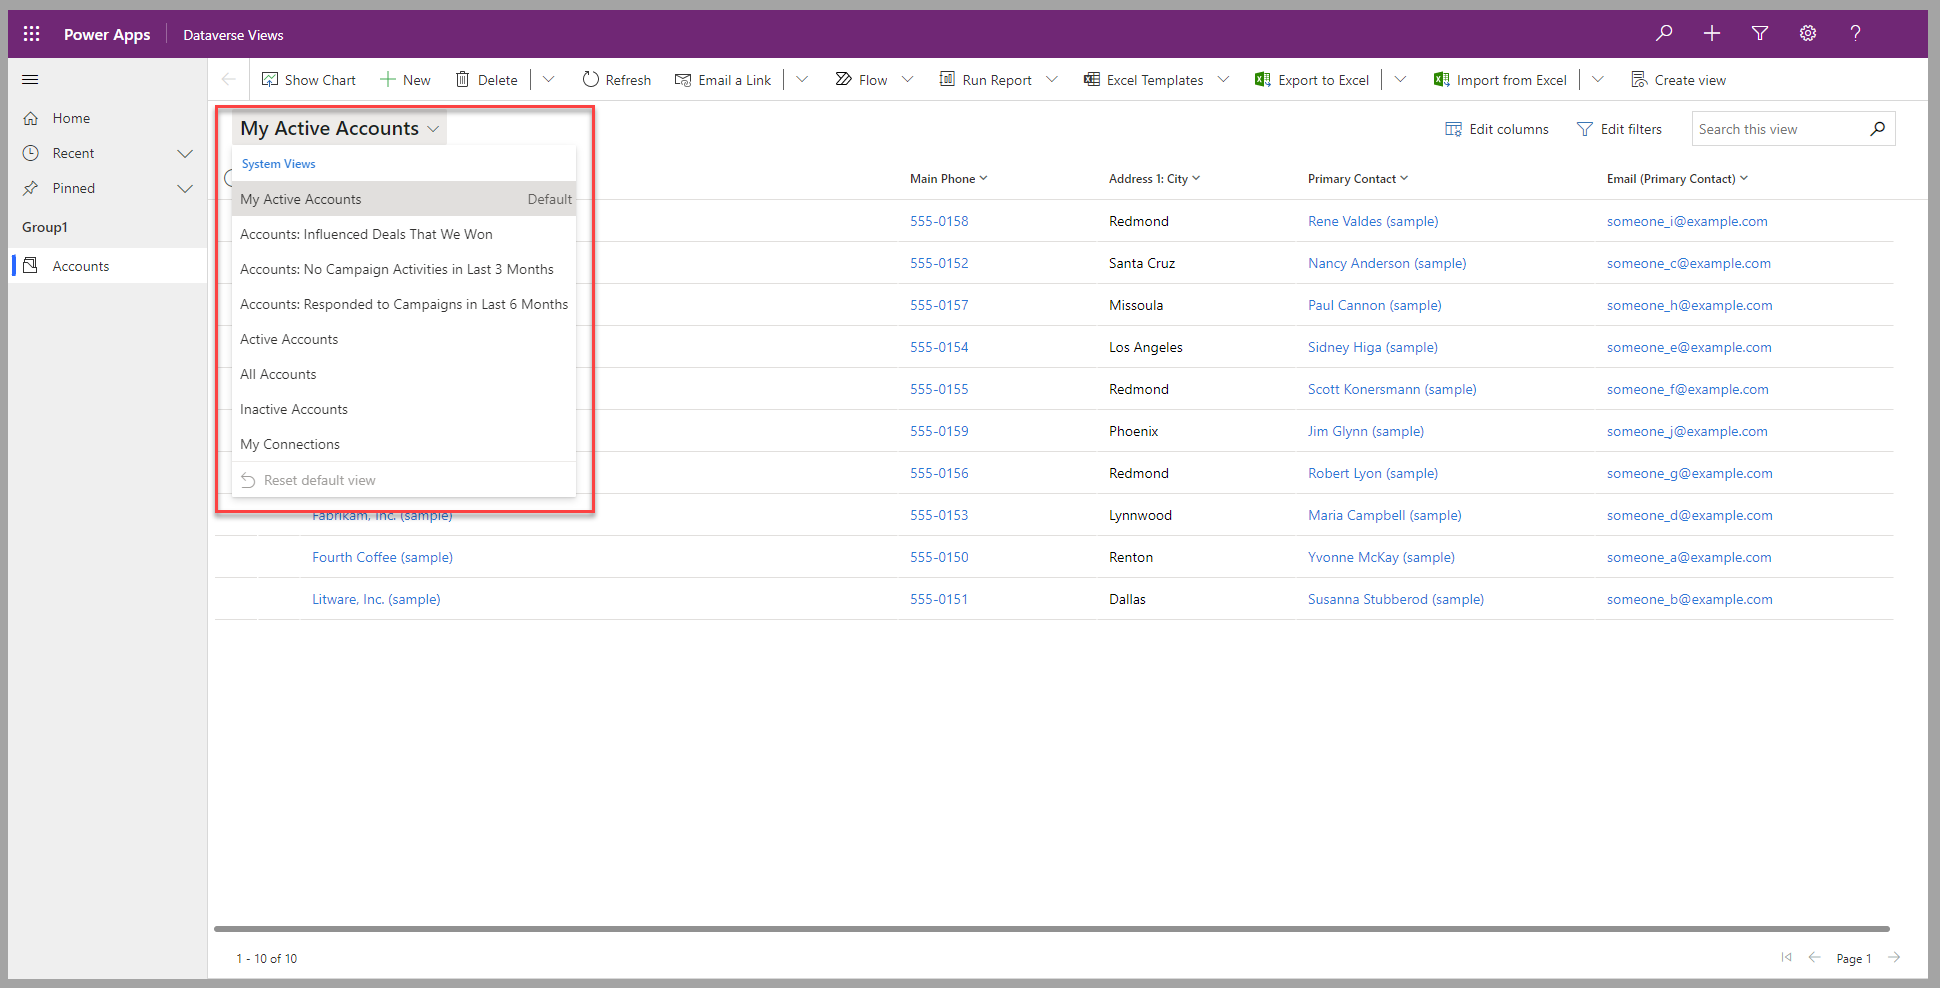 Power Apps Dataverse Views
Show Chart New Delete Refresh Email a Link Flow Run Report Excel Templates Export to Excel Import from Excel Create view
Home
Recent
Pinned
Group1
Accounts
My Active Accounts
Edit columns Edit filters Search this view
System Views
My Active Accounts Default
Accounts: Influenced Deals That We Won
Accounts: No Campaign Activities in Last 3 Months
Accounts: Responded to Campaigns in Last 6 Months
Active Accounts
All Accounts
Inactive Accounts
My Connections
Reset default view
Main Phone Address 1: City Primary Contact Email (Primary Contact)
555-0158 Redmond Rene Valdes (sample) someone_i@example.com
555-0152 Santa Cruz Nancy Anderson (sample) someone_c@example.com
555-0157 Missoula Paul Cannon (sample) someone_h@example.com
555-0154 Los Angeles Sidney Higa (sample) someone_e@example.com
555-0155 Redmond Scott Konersmann (sample) someone_f@example.com
555-0159 Phoenix Jim Glynn (sample) someone_j@example.com
555-0156 Redmond Robert Lyon (sample) someone_g@example.com
Fabrikam, Inc. (sample) 555-0153 Lynnwood Maria Campbell (sample) someone_d@example.com
Fourth Coffee (sample) 555-0150 Renton Yvonne McKay (sample) someone_a@example.com
Litware, Inc. (sample) 555-0151 Dallas Susanna Stubberod (sample) someone_b@example.com
1 - 10 of 10 Page 1